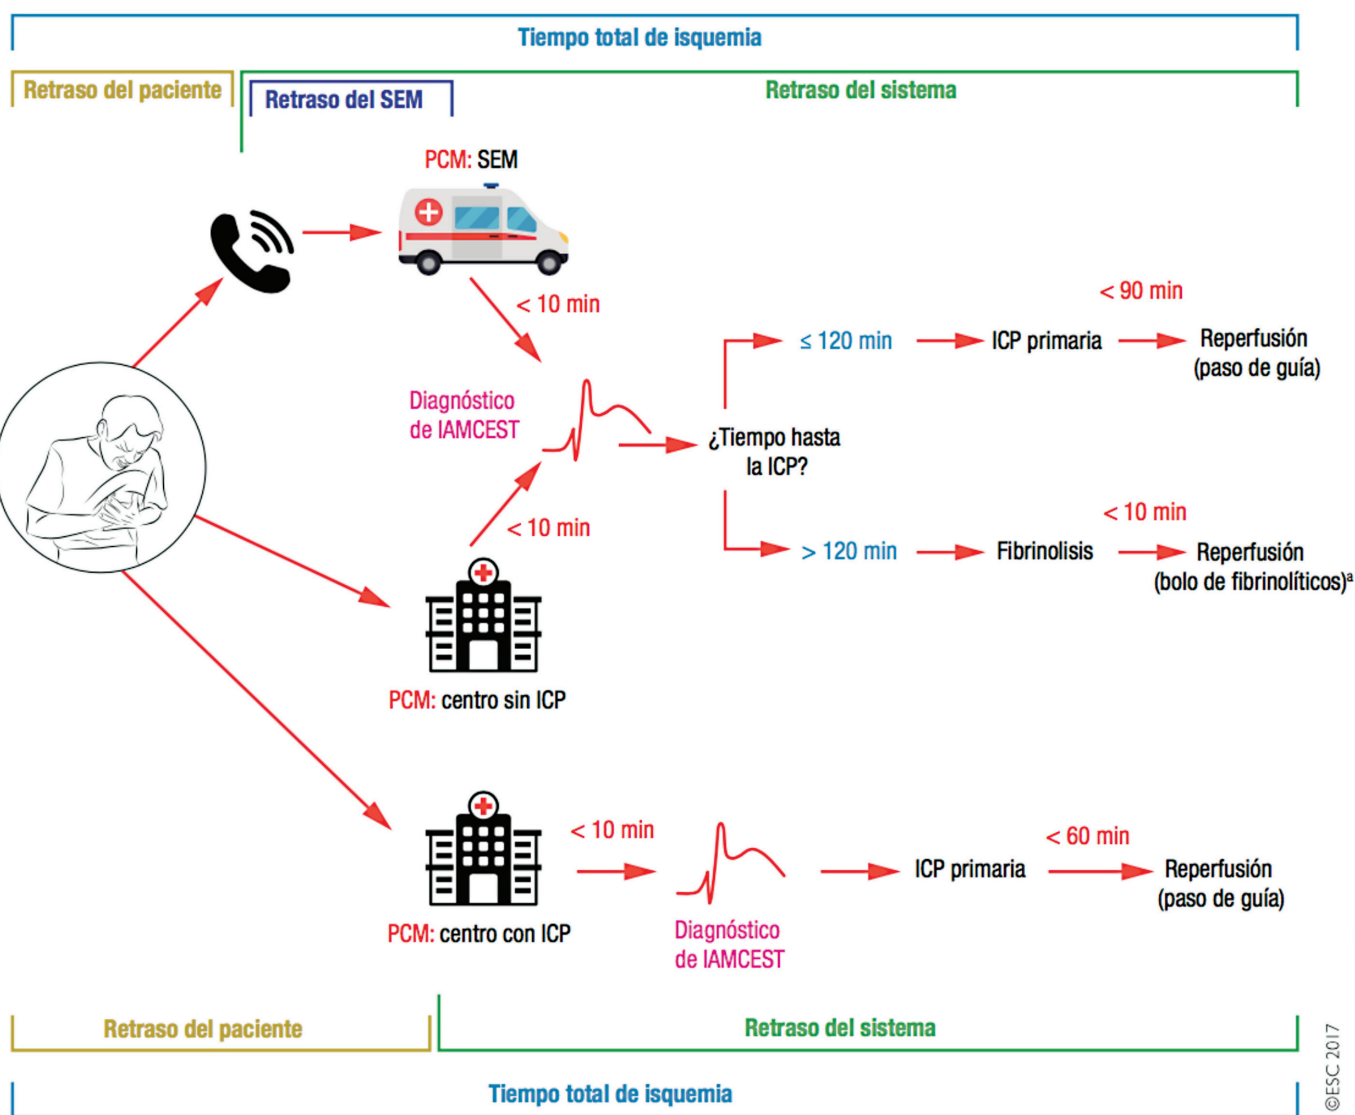 Tiempo total de isquemia
Retraso del paciente
Retraso del SEM
Retraso del sistema
PCM: SEM
< 10 min
< 90 min
≤ 120 min
ICP primaria
Reperfusión
(paso de guía)
Diagnóstico
de IAMCEST
¿Tiempo hasta
la ICP?
< 10 min
> 120 min
Fibrinolisis
< 10 min
Reperfusión
(bolo de fibrinolíticos)ª
PCM: centro sin ICP
PCM: centro con ICP
< 10 min
Diagnóstico
de IAMCEST
ICP primaria
< 60 min
Reperfusión
(paso de guía)
Retraso del paciente
Retraso del sistema
Tiempo total de isquemia
©ESC 2017